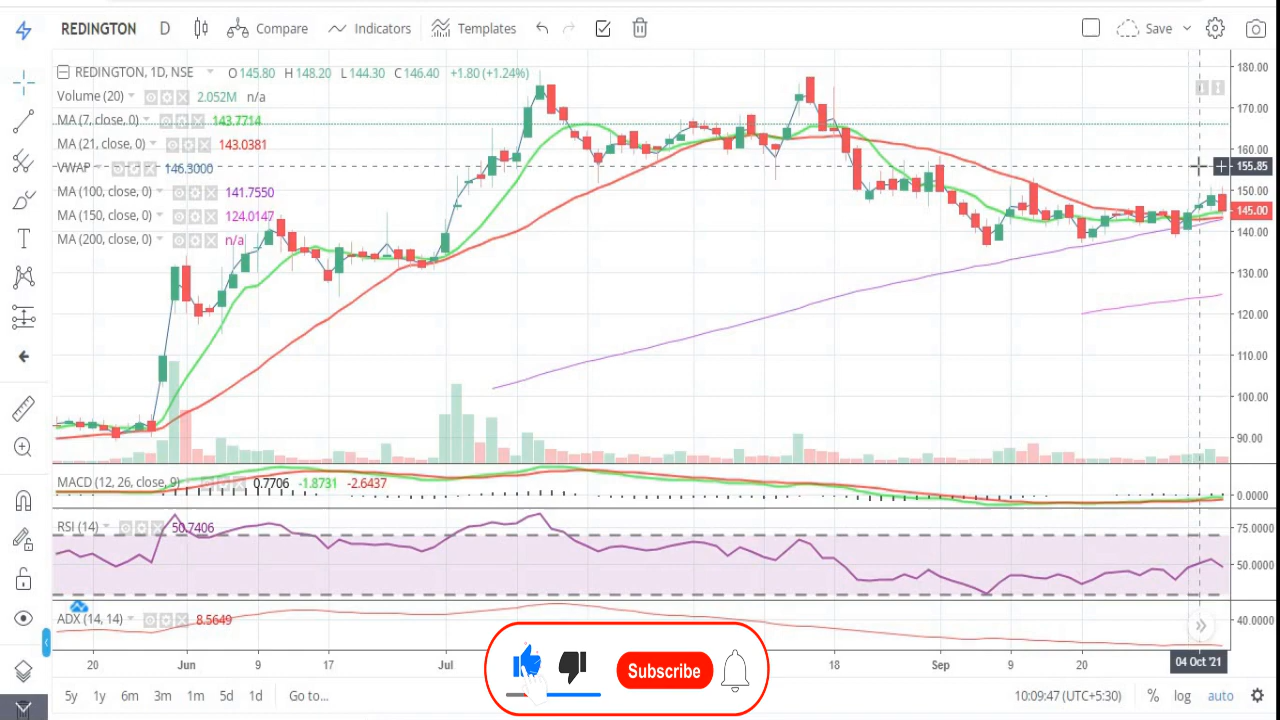 REDINGTON D Compare Indicators Templates Save
REDINGTON, 1D, NSE O 145.80 H 148.20 L 144.30 C 146.40 +1.80 (+1.24%)
Volume (20) 2.052M n/a
MA (7, close, 0) 143.7714
MA (21, close, 0) 143.0381
VWAP 146.3000
MA (100, close, 0) 141.7550
MA (150, close, 0) 124.0147
MA (200, close, 0) n/a
180.00
170.00
160.00
155.85
150.00
145.00
140.00
130.00
120.00
110.00
100.00
90.00
MACD (12, 26, close, 9) 0.7706 -1.8731 -2.6437
0.0000
RSI (14) 50.7406
75.0000
50.0000
ADX (14, 14) 8.5649
40.0000
20 Jun 9 17 Jul 18 Sep 9 20 04 Oct '21
Subscribe
5y 1y 6m 3m 1m 5d 1d Go to... 10:09:47 (UTC+5:30) % log auto